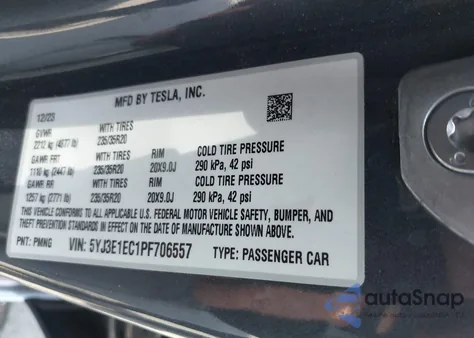 MFD BY TESLA, INC.
12/23
GVWR WITH TIRES
2212 kg (4877 lb) 235/35R20
GAWR FRT WITH TIRES RIM COLD TIRE PRESSURE
1110 kg (2447 lb) 235/35R20 20X9.0J 290 kPa, 42 psi
GAWR RR WITH TIRES RIM COLD TIRE PRESSURE
1257 kg (2771 lb) 235/35R20 20X9.0J 290 kPa, 42 psi
THIS VEHICLE CONFORMS TO ALL APPLICABLE U.S. FEDERAL MOTOR VEHICLE SAFETY, BUMPER, AND
THEFT PREVENTION STANDARDS IN EFFECT ON THE DATE OF MANUFACTURE SHOWN ABOVE.
PNT: PMNG VIN: 5YJ3E1EC1PF706557 TYPE: PASSENGER CAR
autoSnap